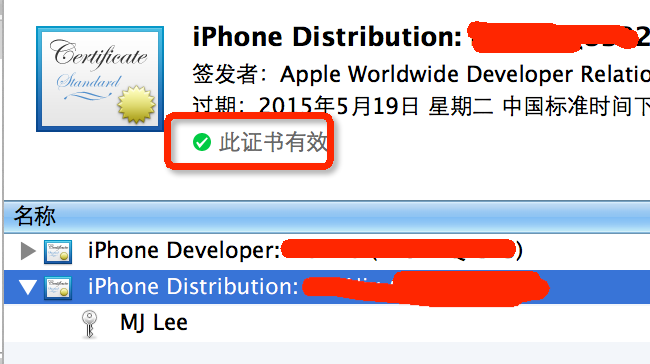 Certificate
Standard
iPhone Distribution:
签发者：Apple Worldwide Developer Relatio
过期：2015年5月19日 星期二 中国标准时间下
此证书有效
名称
iPhone Developer: )
iPhone Distribution:
MJ Lee